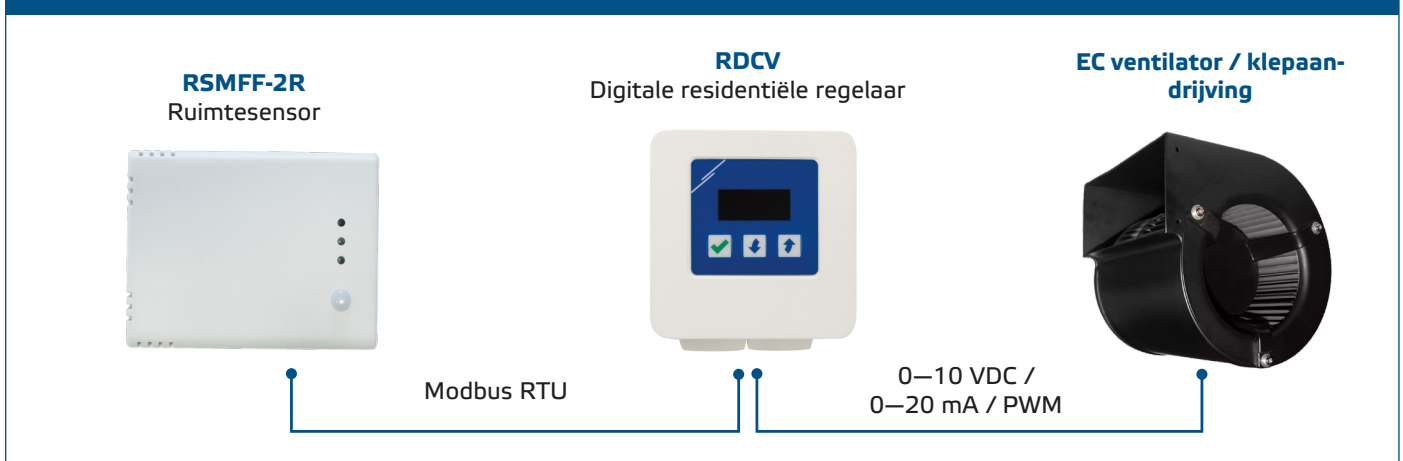 RSMFF-2R
Ruimtesensor
RDCV
Digitale residentiële regelaar
EC ventilator / klepaan-
drijving
Modbus RTU
0—10 VDC /
0—20 mA / PWM